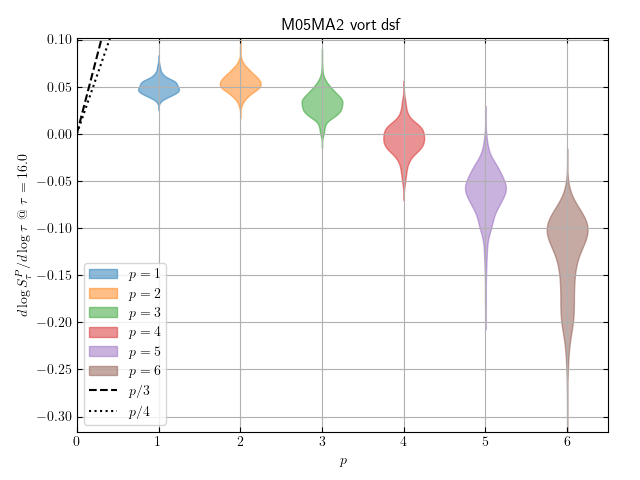 M05MA2 vort dsf
0.10
0.05
0.00
−0.05
−0.10
−0.15
−0.20
−0.25
−0.30
d log S_τ^P / d log τ @ τ = 16.0
p = 1
p = 2
p = 3
p = 4
p = 5
p = 6
p/3
p/4
0 1 2 3 4 5 6
p